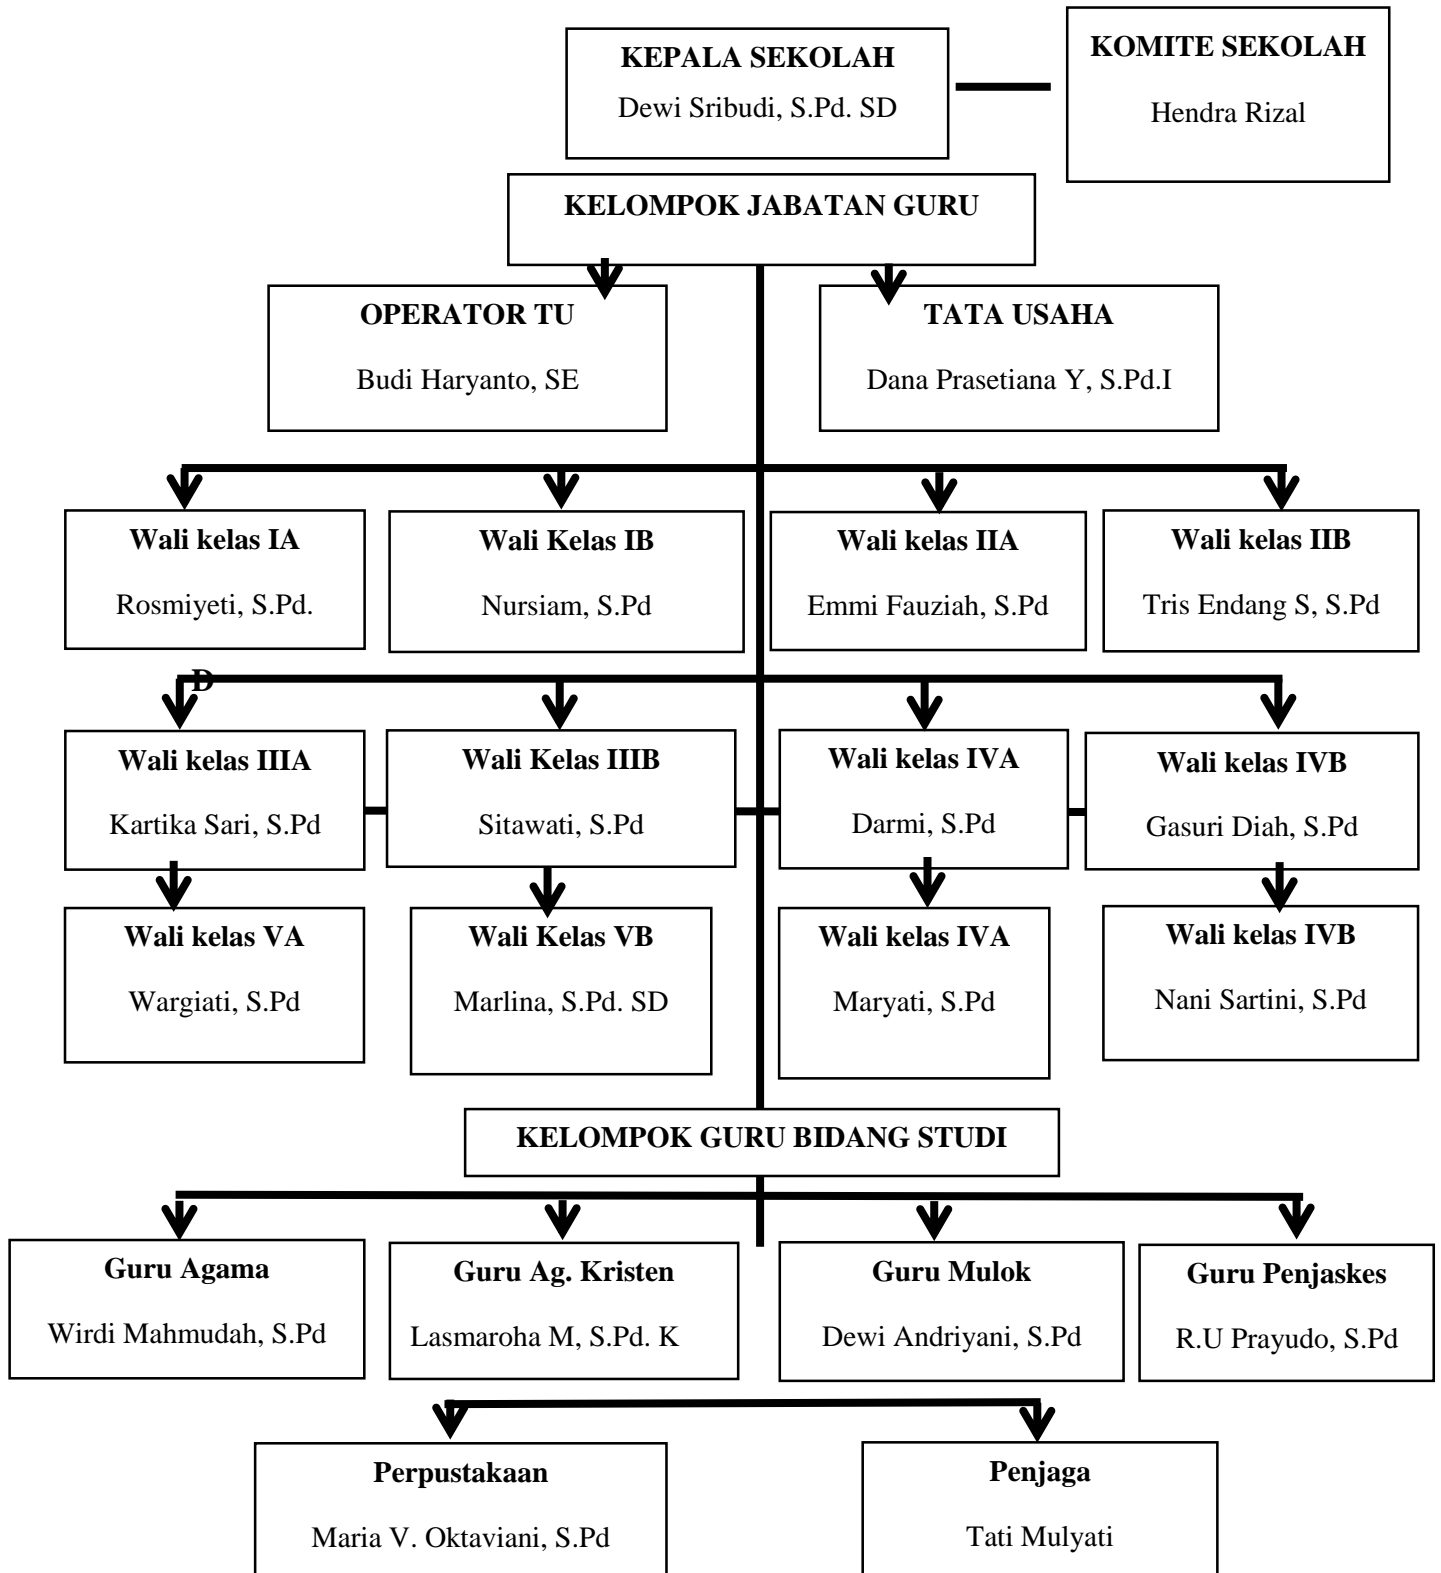 KEPALA SEKOLAH
Dewi Sribudi, S.Pd. SD
KOMITE SEKOLAH
Hendra Rizal
KELOMPOK JABATAN GURU
OPERATOR TU
Budi Haryanto, SE
TATA USAHA
Dana Prasetiana Y, S.Pd.I
Wali kelas IA
Rosmiyeti, S.Pd.
Wali Kelas IB
Nursiam, S.Pd
Wali kelas IIA
Emmi Fauziah, S.Pd
Wali kelas IIB
Tris Endang S, S.Pd
D
Wali kelas IIIA
Kartika Sari, S.Pd
Wali Kelas IIIB
Sitawati, S.Pd
Wali kelas IVA
Darmi, S.Pd
Wali kelas IVB
Gasuri Diah, S.Pd
Wali kelas VA
Wargiati, S.Pd
Wali Kelas VB
Marlina, S.Pd. SD
Wali kelas IVA
Maryati, S.Pd
Wali kelas IVB
Nani Sartini, S.Pd
KELOMPOK GURU BIDANG STUDI
Guru Agama
Wirdi Mahmudah, S.Pd
Guru Ag. Kristen
Lasmaroha M, S.Pd. K
Guru Mulok
Dewi Andriyani, S.Pd
Guru Penjaskes
R.U Prayudo, S.Pd
Perpustakaan
Maria V. Oktaviani, S.Pd
Penjaga
Tati Mulyati